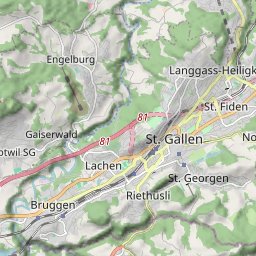 Engelburg
Langgass-Heiligk
81
St. Fiden
Gaiserwald
81
St. Gallen
No
otwil SG
Lachen
St. Georgen
Riethüsli
Bruggen